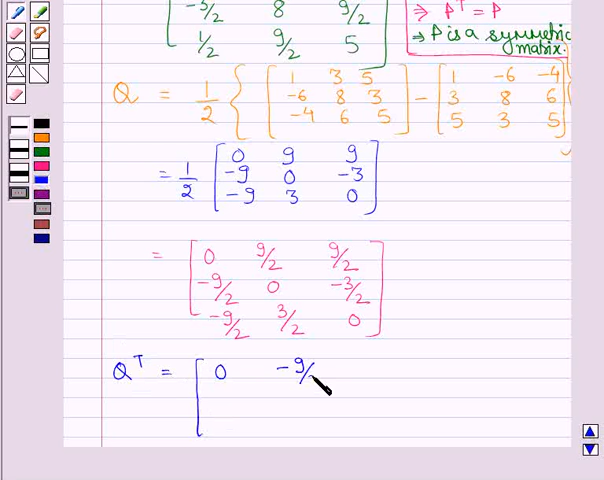 -3/2 8 9/2
1/2 9/2 5
⇒ Pᵀ = P
⇒ P is a symmetric
matrix.
Q = 1/2 { [ 1 3 5
-6 8 3
-4 6 5 ] - [ 1 -6 -4
3 8 6
5 3 5 ]
= 1/2 [ 0 9 9
-9 0 -3
-9 3 0 ]
= [ 0 9/2 9/2
-9/2 0 -3/2
-9/2 3/2 0 ]
Qᵀ = [ 0 -9/